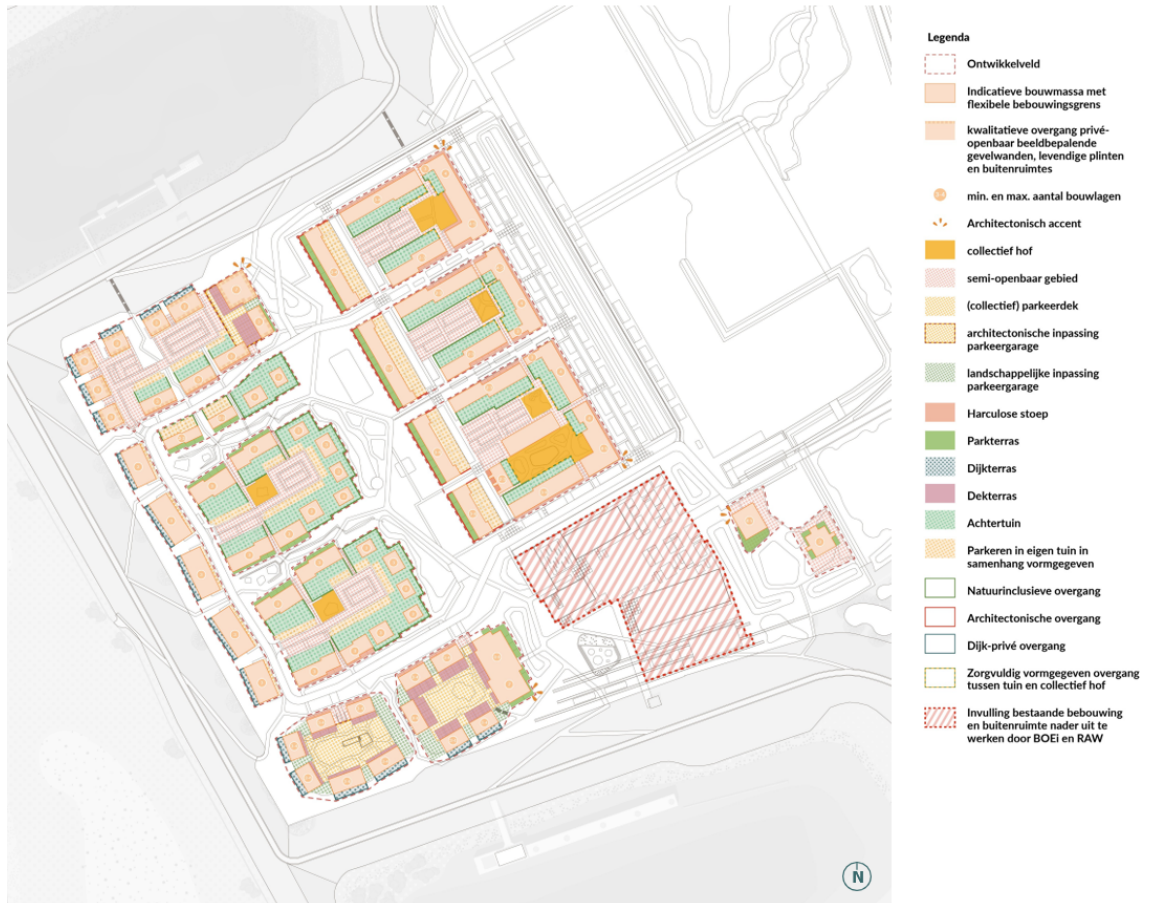 Legenda
Ontwikkelveld
Indicatieve bouwmassa met
flexibele bebouwingsgrens
kwalitatieve overgang privé-
openbaar beeldbepalende
gevelwanden, levendige plinten
en buitenruimtes
min. en max. aantal bouwlagen
Architectonisch accent
collectief hof
semi-openbaar gebied
(collectief) parkeerdek
architectonische inpassing
parkeergarage
landschappelijke inpassing
parkeergarage
Harculose stoep
Parkterras
Dijkterras
Dekterras
Achtertuin
Parkeren in eigen tuin in
samenhang vormgegeven
Natuurinclusieve overgang
Architectonische overgang
Dijk-privé overgang
Zorgvuldig vormgegeven overgang
tussen tuin en collectief hof
Invulling bestaande bebouwing
en buitenruimte nader uit te
werken door BOEi en RAW
N